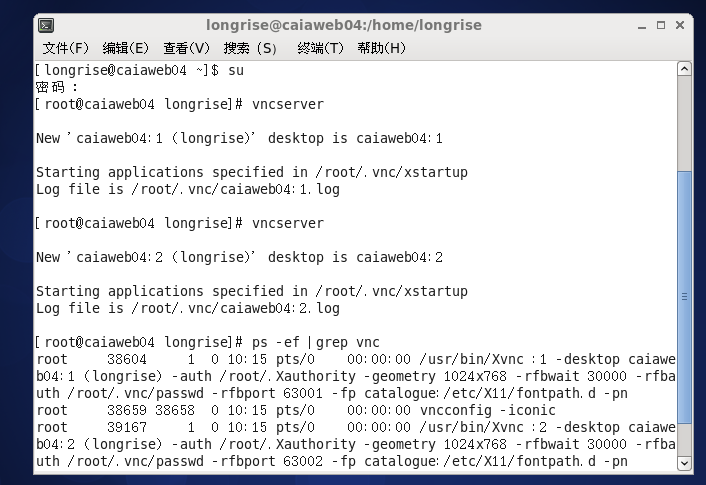 longrise@caiaweb04:/home/longrise
文件(F) 编辑(E) 查看(V) 搜索 (S) 终端(T) 帮助(H)
[longrise@caiaweb04 ~]$ su
密码：
[root@caiaweb04 longrise]# vncserver
New 'caiaweb04:1 (longrise)' desktop is caiaweb04:1
Starting applications specified in /root/.vnc/xstartup
Log file is /root/.vnc/caiaweb04:1.log
[root@caiaweb04 longrise]# vncserver
New 'caiaweb04:2 (longrise)' desktop is caiaweb04:2
Starting applications specified in /root/.vnc/xstartup
Log file is /root/.vnc/caiaweb04:2.log
[root@caiaweb04 longrise]# ps -ef |grep vnc
root     38604     1  0 10:15 pts/0    00:00:00 /usr/bin/Xvnc :1 -desktop caiawe
b04:1 (longrise) -auth /root/.Xauthority -geometry 1024x768 -rfbwait 30000 -rfba
uth /root/.vnc/passwd -rfbport 63001 -fp catalogue:/etc/X11/fontpath.d -pn
root     38659 38658  0 10:15 pts/0    00:00:00 vncconfig -iconic
root     39167     1  0 10:15 pts/0    00:00:00 /usr/bin/Xvnc :2 -desktop caiawe
b04:2 (longrise) -auth /root/.Xauthority -geometry 1024x768 -rfbwait 30000 -rfba
uth /root/.vnc/passwd -rfbport 63002 -fp catalogue:/etc/X11/fontpath.d -pn